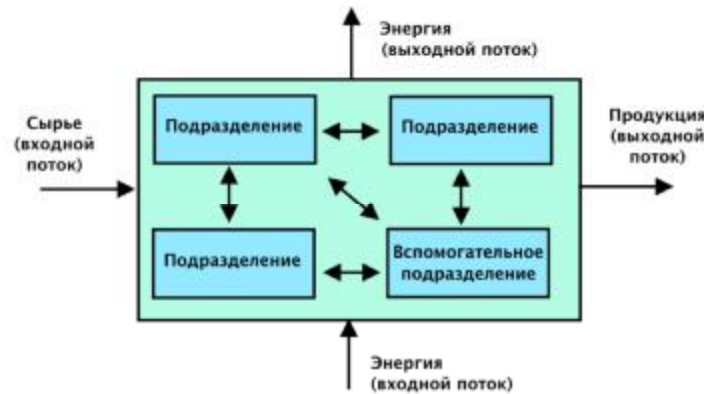 Энергия
(выходной поток)
Сырье
(входной
поток)
Подразделение
Подразделение
Продукция
(выходной
поток)
Подразделение
Вспомогательное
подразделение
Энергия
(входной поток)